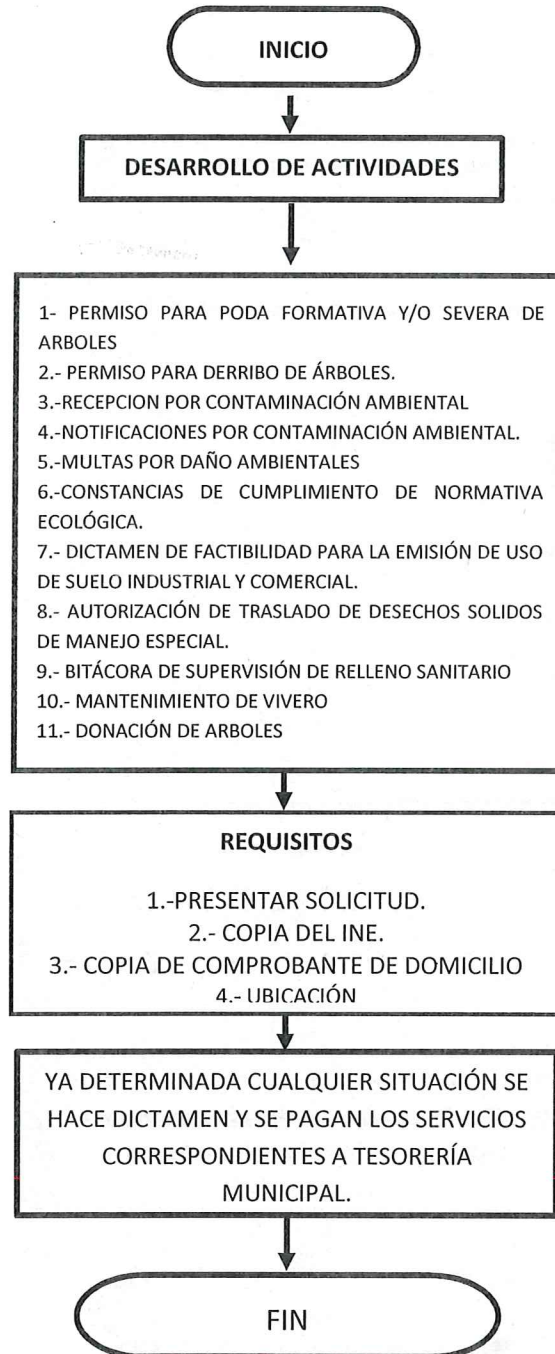 INICIO
DESARROLLO DE ACTIVIDADES
1- PERMISO PARA PODA FORMATIVA Y/O SEVERA DE
ARBOLES
2.- PERMISO PARA DERRIBO DE ÁRBOLES.
3.-RECEPCION POR CONTAMINACIÓN AMBIENTAL
4.-NOTIFICACIONES POR CONTAMINACIÓN AMBIENTAL.
5.-MULTAS POR DAÑO AMBIENTALES
6.-CONSTANCIAS DE CUMPLIMIENTO DE NORMATIVA
ECOLÓGICA.
7.- DICTAMEN DE FACTIBILIDAD PARA LA EMISIÓN DE USO
DE SUELO INDUSTRIAL Y COMERCIAL.
8.- AUTORIZACIÓN DE TRASLADO DE DESECHOS SOLIDOS
DE MANEJO ESPECIAL.
9.- BITÁCORA DE SUPERVISIÓN DE RELLENO SANITARIO
10.- MANTENIMIENTO DE VIVERO
11.- DONACIÓN DE ARBOLES
REQUISITOS
1.-PRESENTAR SOLICITUD.
2.- COPIA DEL INE.
3.- COPIA DE COMPROBANTE DE DOMICILIO
4.- UBICACIÓN
YA DETERMINADA CUALQUIER SITUACIÓN SE
HACE DICTAMEN Y SE PAGAN LOS SERVICIOS
CORRESPONDIENTES A TESORERÍA
MUNICIPAL.
FIN